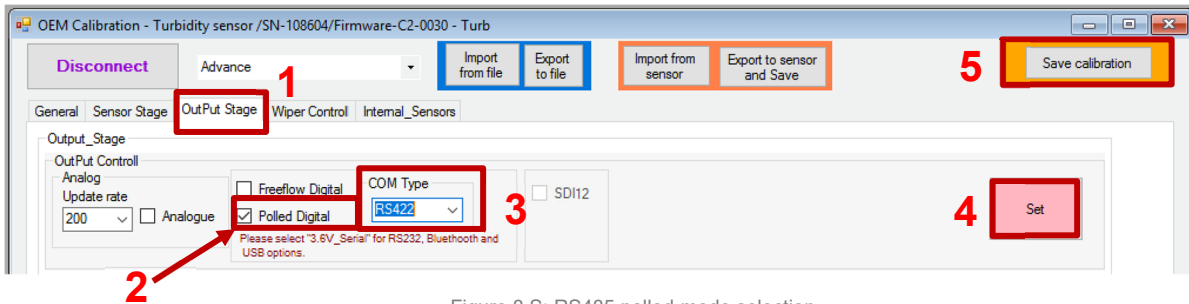 OEM Calibration - Turbidity sensor /SN-108604/Firmware-C2-0030 - Turb
Disconnect
Advance
Import from file
Export to file
Import from sensor
Export to sensor and Save
5
Save calibration
1
General
Sensor Stage
OutPut Stage
Wiper Control
Internal_Sensors
Output_Stage
OutPut Controll
Analog
Update rate
200
Analogue
Freeflow Digital
Polled Digital
COM Type
RS422
3
SDI12
4
Set
Please select "3.6V_Serial" for RS232, Bluethooth and
USB options.
2